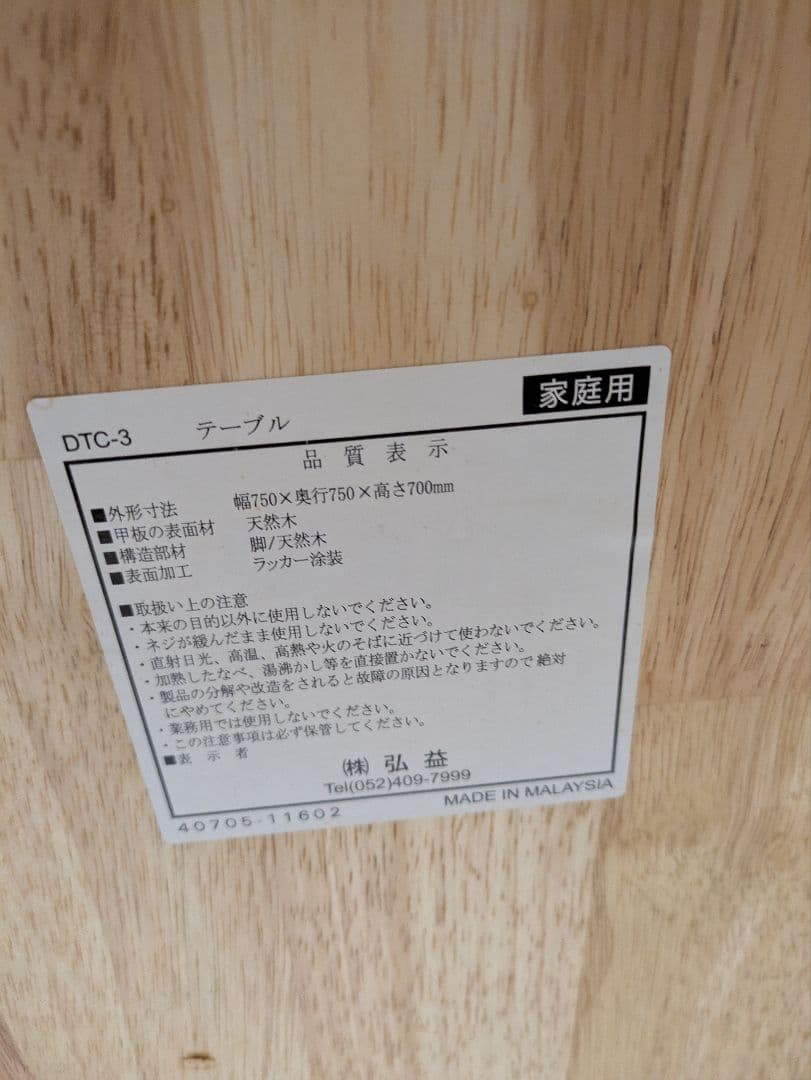 DTC-3 テーブル 家庭用
品質表示
■外形寸法 幅750×奥行750×高さ700mm
■甲板の表面材 天然木
■構造部材 脚/天然木
■表面加工 ラッカー塗装
■取扱い上の注意
・本来の目的以外に使用しないでください。
・ネジが緩んだまま使用しないでください。
・直射日光、高温、高熱や火のそばに近づけて使わないでください。
・加熱したなべ、湯沸かし等を直接置かないでください。
・製品の分解や改造をされると故障の原因となりますので絶対
にやめてください。
・業務用では使用しないでください。
・この注意事項は必ず保管してください。
■表示者 ㈱弘益
Tel(052)409-7999
40705-11602 MADE IN MALAYSIA